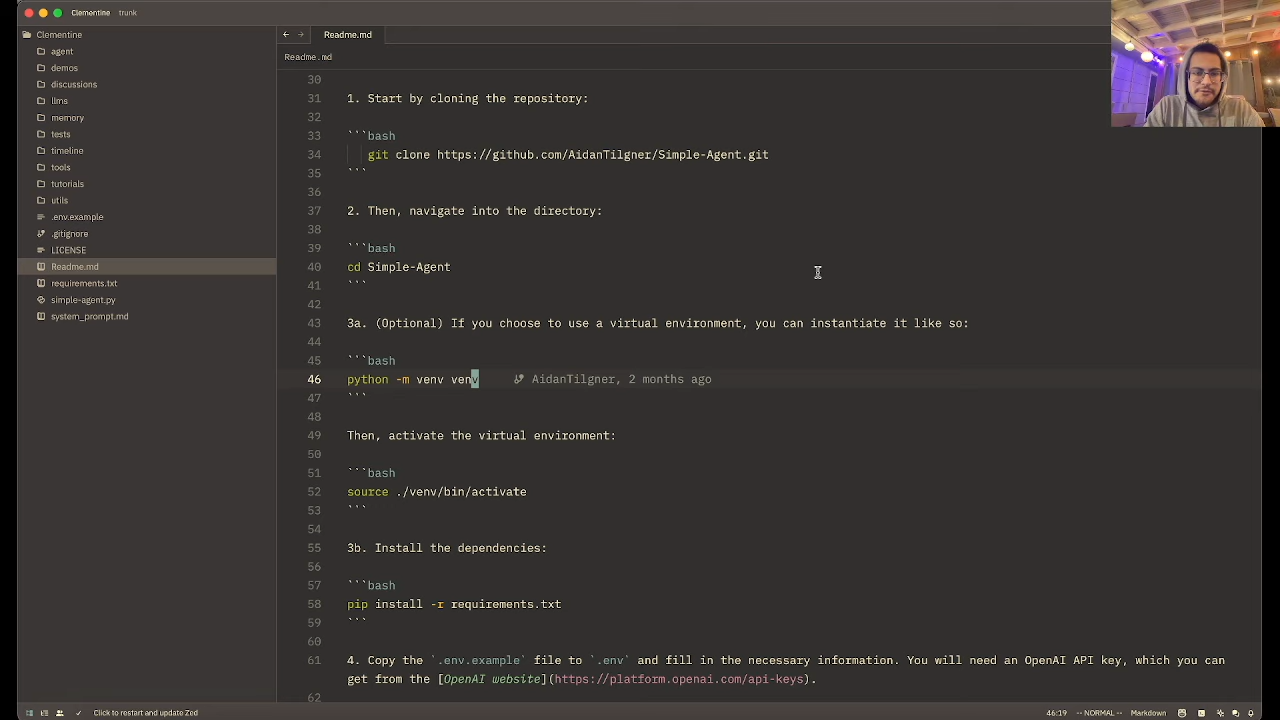 Clementine trunk
Clementine
agent
demos
discussions
llms
memory
tests
timeline
tools
tutorials
utils
.env.example
.gitignore
LICENSE
Readme.md
requirements.txt
simple-agent.py
system_prompt.md
Readme.md
Readme.md
30
31 1. Start by cloning the repository:
32
33 ```bash
34 git clone https://github.com/AidanTilgner/Simple-Agent.git
35 ```
36
37 2. Then, navigate into the directory:
38
39 ```bash
40 cd Simple-Agent
41 ```
42
43 3a. (Optional) If you choose to use a virtual environment, you can instantiate it like so:
44
45 ```bash
46 python -m venv venv AidanTilgner, 2 months ago
47 ```
48
49 Then, activate the virtual environment:
50
51 ```bash
52 source ./venv/bin/activate
53 ```
54
55 3b. Install the dependencies:
56
57 ```bash
58 pip install -r requirements.txt
59 ```
60
61 4. Copy the `.env.example` file to `.env` and fill in the necessary information. You will need an OpenAI API key, which you can
get from the [OpenAI website](https://platform.openai.com/api-keys).
62
Click to restart and update Zed
46:19 -- NORMAL -- Markdown